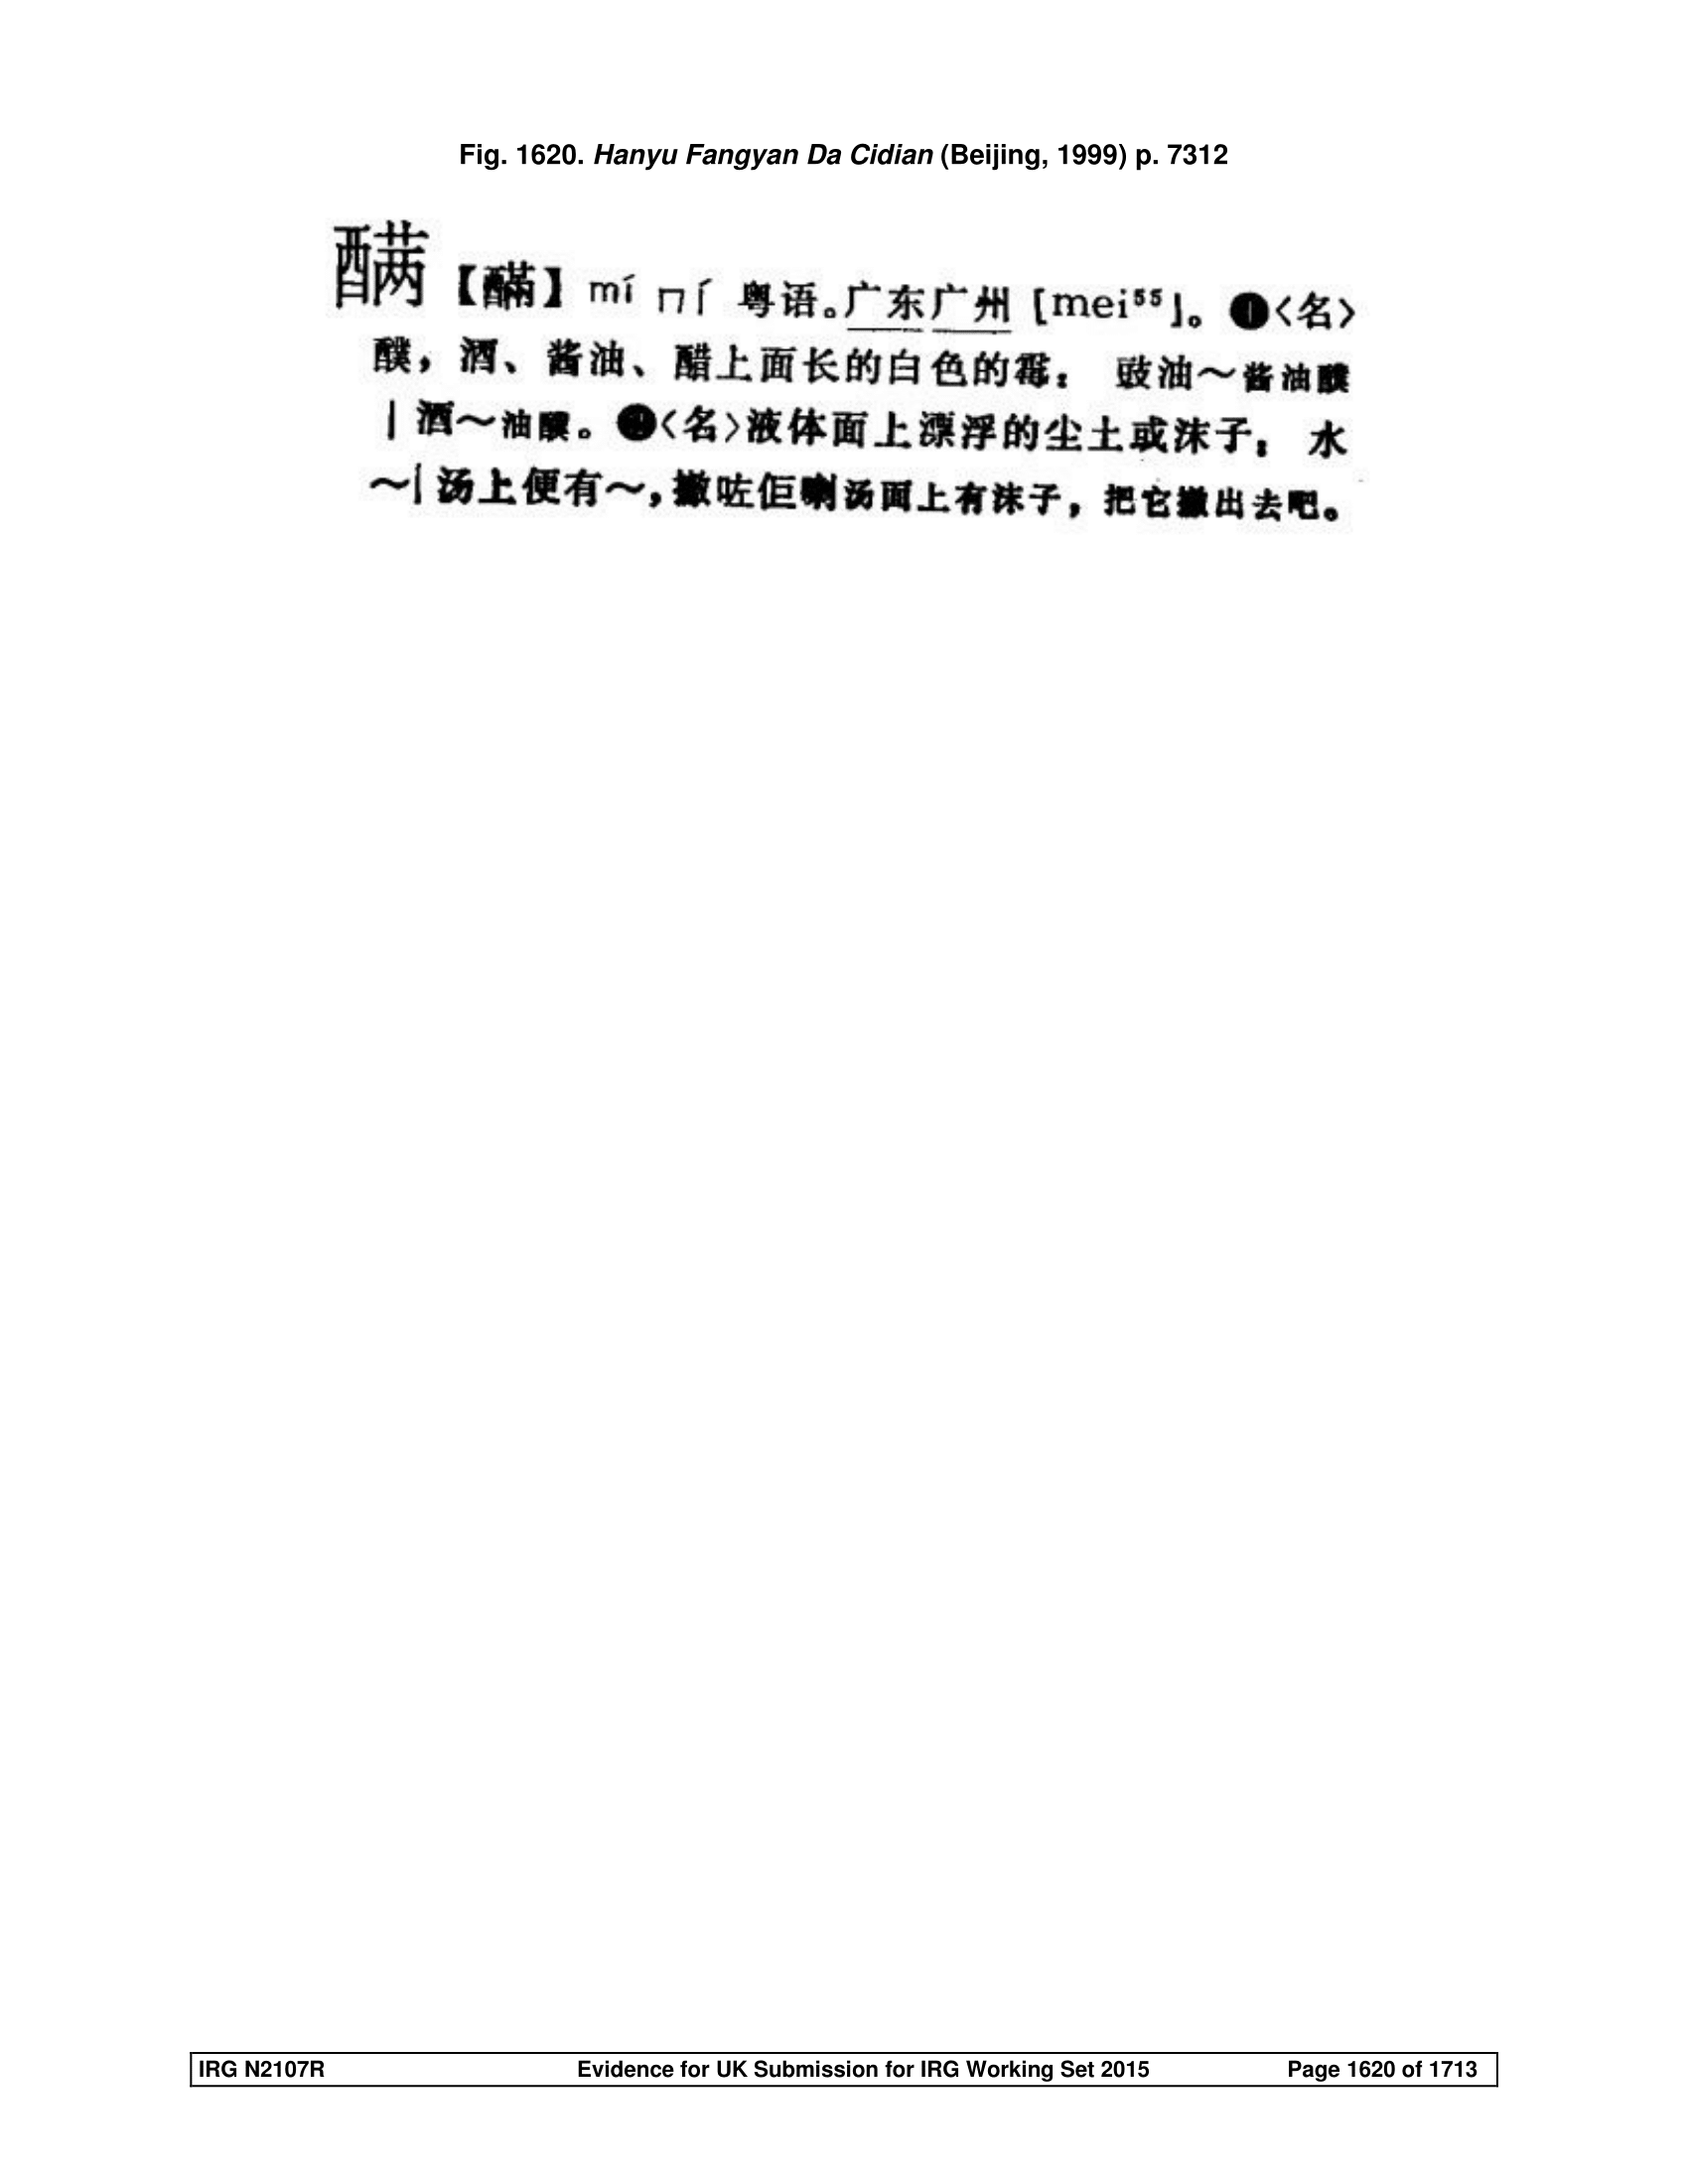 Fig. 1620. Hanyu Fangyan Da Cidian (Beijing, 1999) p. 7312
【】 mí ㄇㄧˊ 粤语。广东广州 [mei⁵⁵]。 ❶〈名〉
醭，酒、酱油、醋上面长的白色的霉： 豉油～酱油醭
｜酒～油醭。❷〈名〉液体面上漂浮的尘土或沫子： 水
～｜汤上便有～，撇咗佢喇汤面上有沫子，把它撇出去吧。
IRG N2107R Evidence for UK Submission for IRG Working Set 2015 Page 1620 of 1713